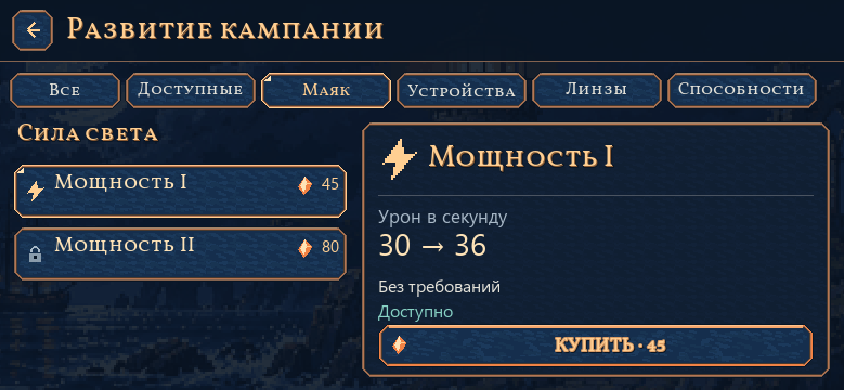 Развитие кампании
Все
Доступные
Маяк
Устройства
Линзы
Способности
Сила света
Мощность I
45
Мощность II
80
Мощность I
Урон в секунду
30 → 36
Без требований
Доступно
КУПИТЬ · 45